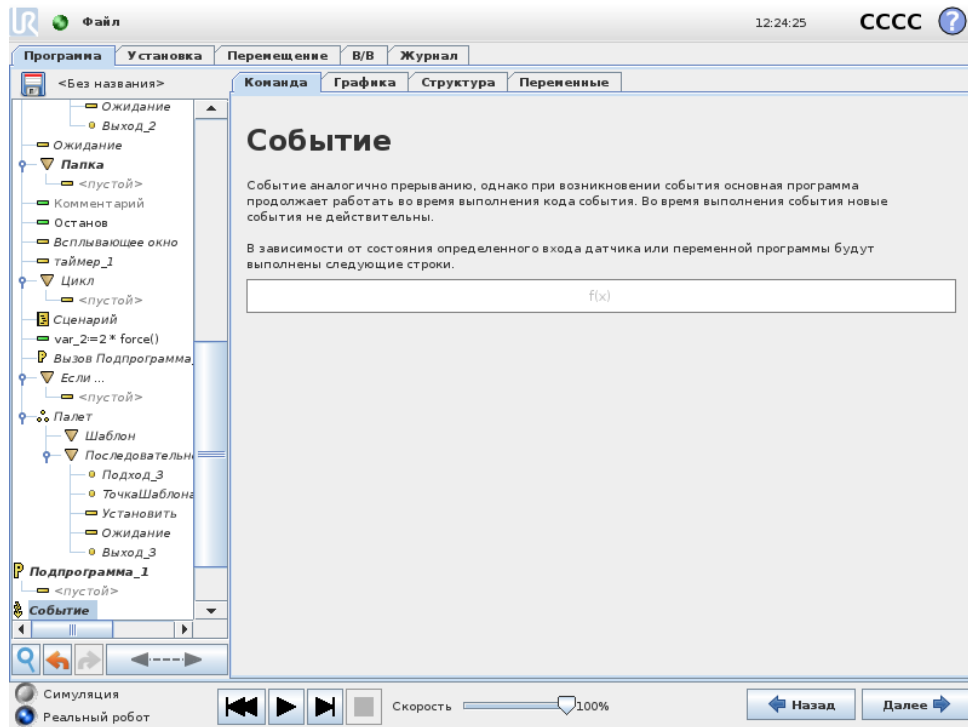 UR Файл 12:24:25 CCCC ?
Программа Установка Перемещение В/В Журнал
<Без названия>
Команда Графика Структура Переменные
Ожидание
Выход_2
Ожидание
Папка
<пустой>
Комментарий
Останов
Всплывающее окно
таймер_1
Цикл
<пустой>
Сценарий
var_2:=2 * force()
Вызов Подпрограмма_
Если ...
<пустой>
Палет
Шаблон
Последовательн
Подход_3
ТочкаШаблона
Установить
Ожидание
Выход_3
Подпрограмма_1
<пустой>
Событие
Событие
Событие аналогично прерыванию, однако при возникновении события основная программа
продолжает работать во время выполнения кода события. Во время выполнения события новые
события не действительны.
В зависимости от состояния определенного входа датчика или переменной программы будут
выполнены следующие строки.
f(x)
Симуляция
Реальный робот
Скорость 100%
Назад Далее